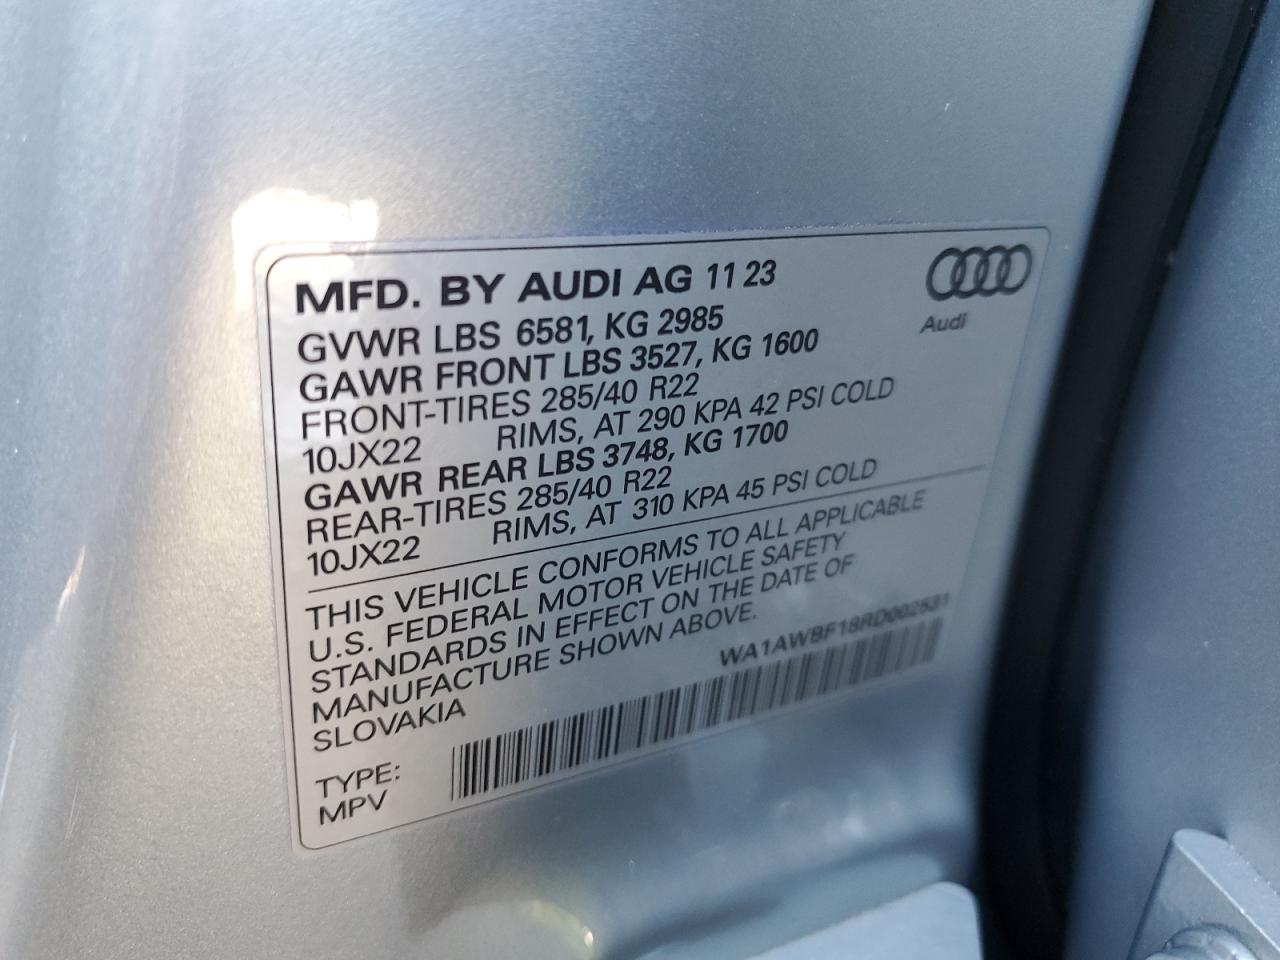 MFD. BY AUDI AG 11 23
Audi
GVWR LBS 6581, KG 2985
GAWR FRONT LBS 3527, KG 1600
FRONT-TIRES 285/40 R22
10JX22 RIMS, AT 290 KPA 42 PSI COLD
GAWR REAR LBS 3748, KG 1700
REAR-TIRES 285/40 R22
10JX22 RIMS, AT 310 KPA 45 PSI COLD
THIS VEHICLE CONFORMS TO ALL APPLICABLE
U.S. FEDERAL MOTOR VEHICLE SAFETY
STANDARDS IN EFFECT ON THE DATE OF
MANUFACTURE SHOWN ABOVE.
SLOVAKIA
TYPE:
MPV